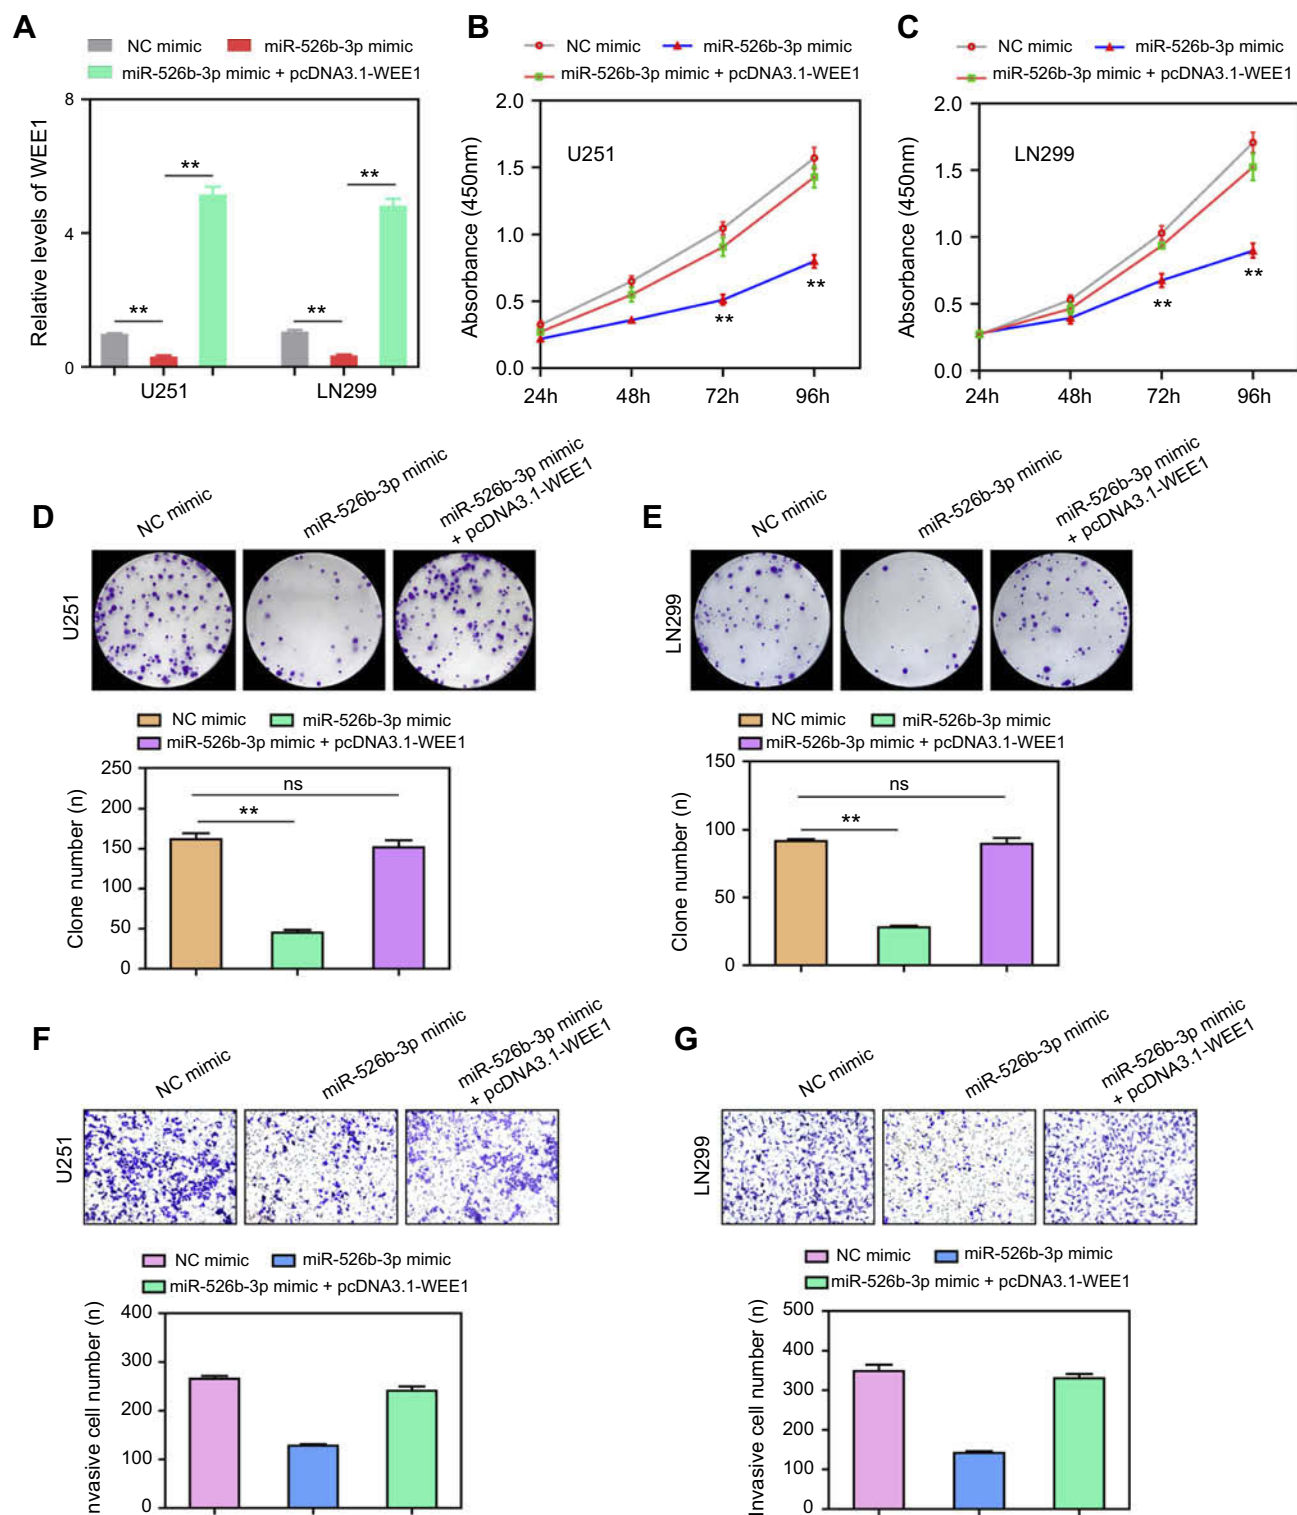 A
NC mimic
miR-526b-3p mimic
miR-526b-3p mimic + pcDNA3.1-WEE1
Relative levels of WEE1
8
4
0
**
**
**
**
U251
LN299
B
NC mimic
miR-526b-3p mimic
miR-526b-3p mimic + pcDNA3.1-WEE1
Absorbance (450nm)
2.0
1.5
1.0
0.5
0.0
U251
**
**
24h
48h
72h
96h
C
NC mimic
miR-526b-3p mimic
miR-526b-3p mimic + pcDNA3.1-WEE1
Absorbance (450nm)
2.0
1.5
1.0
0.5
0.0
LN299
**
**
24h
48h
72h
96h
D
NC mimic
miR-526b-3p mimic
miR-526b-3p mimic
+ pcDNA3.1-WEE1
U251
NC mimic
miR-526b-3p mimic
miR-526b-3p mimic + pcDNA3.1-WEE1
Clone number (n)
250
200
150
100
50
0
ns
**
E
NC mimic
miR-526b-3p mimic
miR-526b-3p mimic
+ pcDNA3.1-WEE1
LN299
NC mimic
miR-526b-3p mimic
miR-526b-3p mimic + pcDNA3.1-WEE1
Clone number (n)
150
100
50
0
ns
**
F
NC mimic
miR-526b-3p mimic
miR-526b-3p mimic
+ pcDNA3.1-WEE1
U251
NC mimic
miR-526b-3p mimic
miR-526b-3p mimic + pcDNA3.1-WEE1
nvasive cell number (n)
400
300
200
100
0
G
NC mimic
miR-526b-3p mimic
miR-526b-3p mimic
+ pcDNA3.1-WEE1
LN299
NC mimic
miR-526b-3p mimic
miR-526b-3p mimic + pcDNA3.1-WEE1
Invasive cell number (n)
500
400
300
200
100
0